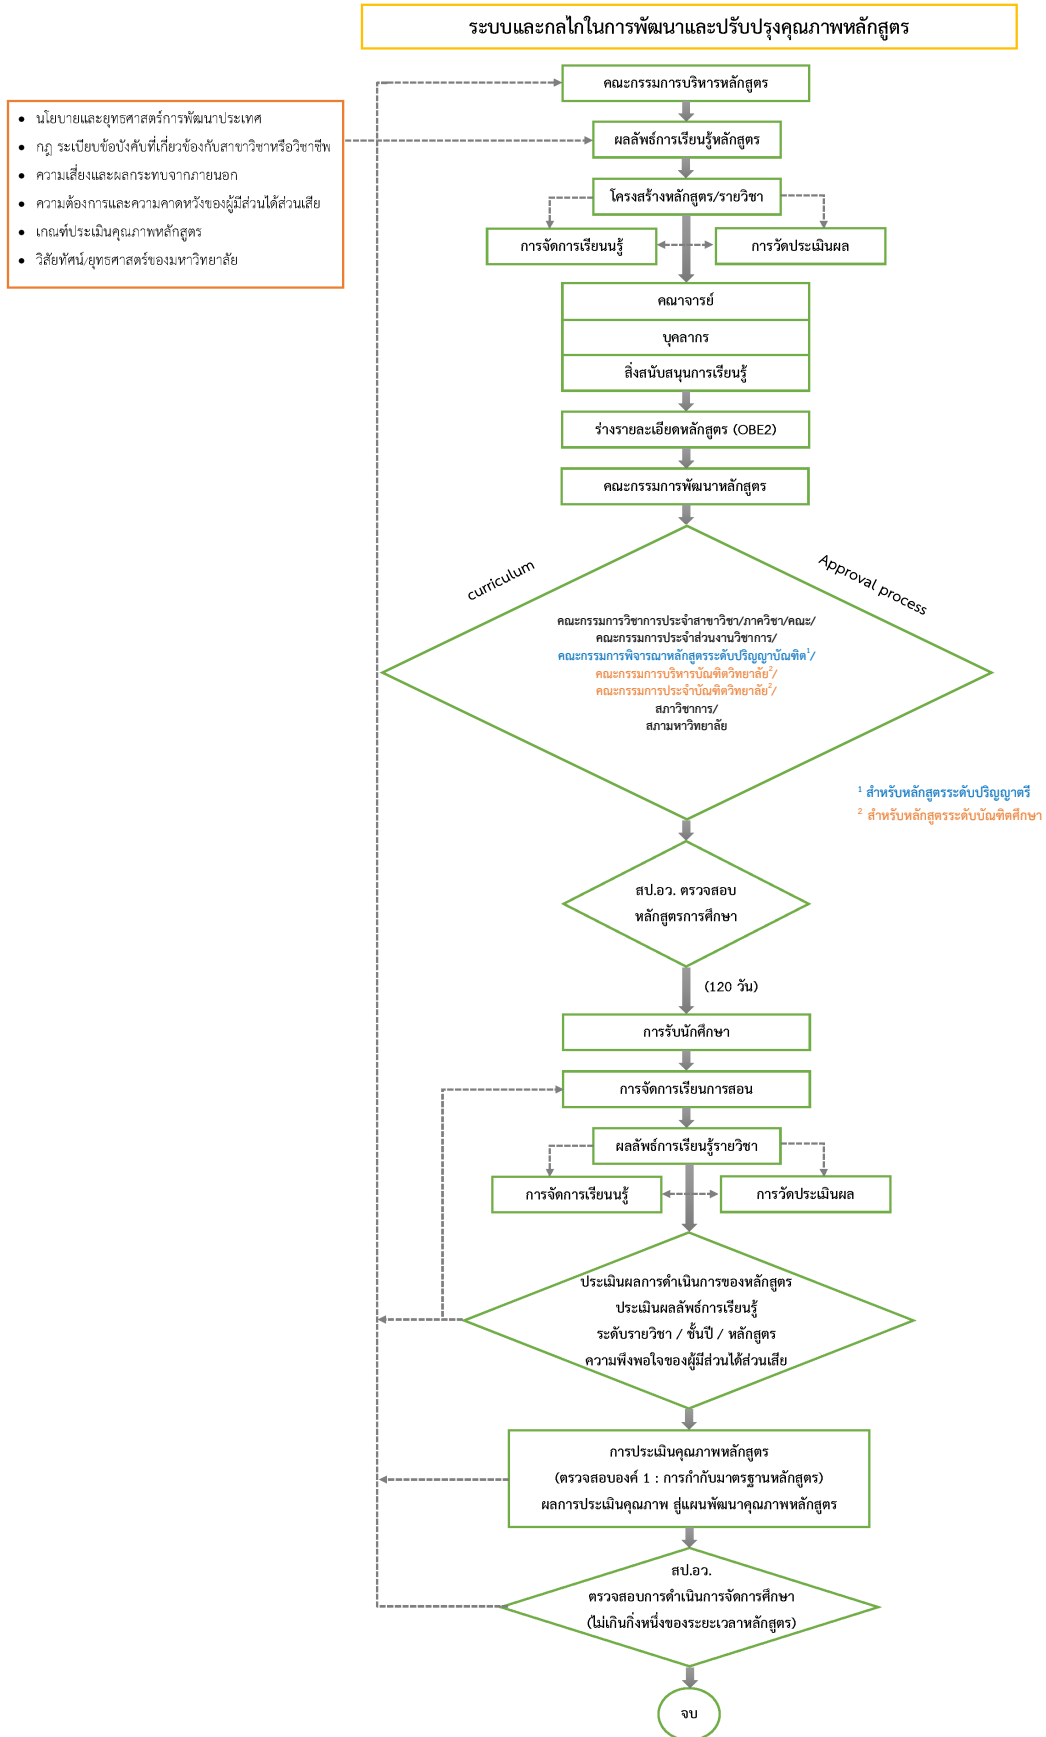 ระบบและกลไกในการพัฒนาและปรับปรุงคุณภาพหลักสูตร
คณะกรรมการบริหารหลักสูตร
• นโยบายและยุทธศาสตร์การพัฒนาประเทศ
• กฎ ระเบียบข้อบังคับที่เกี่ยวข้องกับสาขาวิชาหรือวิชาชีพ
• ความเสี่ยงและผลกระทบจากภายนอก
• ความต้องการและความคาดหวังของผู้มีส่วนได้ส่วนเสีย
• เกณฑ์ประเมินคุณภาพหลักสูตร
• วิสัยทัศน์/ยุทธศาสตร์ของมหาวิทยาลัย
ผลลัพธ์การเรียนรู้หลักสูตร
โครงสร้างหลักสูตร/รายวิชา
การจัดการเรียนนรู้
การวัดประเมินผล
คณาจารย์
บุคลากร
สิ่งสนับสนุนการเรียนรู้
ร่างรายละเอียดหลักสูตร (OBE2)
คณะกรรมการพัฒนาหลักสูตร
curriculum
Approval process
คณะกรรมการวิชาการประจำสาขาวิชา/ภาควิชา/คณะ/
คณะกรรมการประจำส่วนงานวิชาการ/
คณะกรรมการพิจารณาหลักสูตรระดับปริญญาบัณฑิต¹/
คณะกรรมการบริหารบัณฑิตวิทยาลัย²/
คณะกรรมการประจำบัณฑิตวิทยาลัย²/
สภาวิชาการ/
สภามหาวิทยาลัย
¹ สำหรับหลักสูตรระดับปริญญาตรี
² สำหรับหลักสูตรระดับบัณฑิตศึกษา
สป.อว. ตรวจสอบ
หลักสูตรการศึกษา
(120 วัน)
การรับนักศึกษา
การจัดการเรียนการสอน
ผลลัพธ์การเรียนรู้รายวิชา
การจัดการเรียนนรู้
การวัดประเมินผล
ประเมินผลการดำเนินการของหลักสูตร
ประเมินผลลัพธ์การเรียนรู้
ระดับรายวิชา / ชั้นปี / หลักสูตร
ความพึงพอใจของผู้มีส่วนได้ส่วนเสีย
การประเมินคุณภาพหลักสูตร
(ตรวจสอบองค์ 1 : การกำกับมาตรฐานหลักสูตร)
ผลการประเมินคุณภาพ สู่แผนพัฒนาคุณภาพหลักสูตร
สป.อว.
ตรวจสอบการดำเนินการจัดการศึกษา
(ไม่เกินกิ่งหนึ่งของระยะเวลาหลักสูตร)
จบ